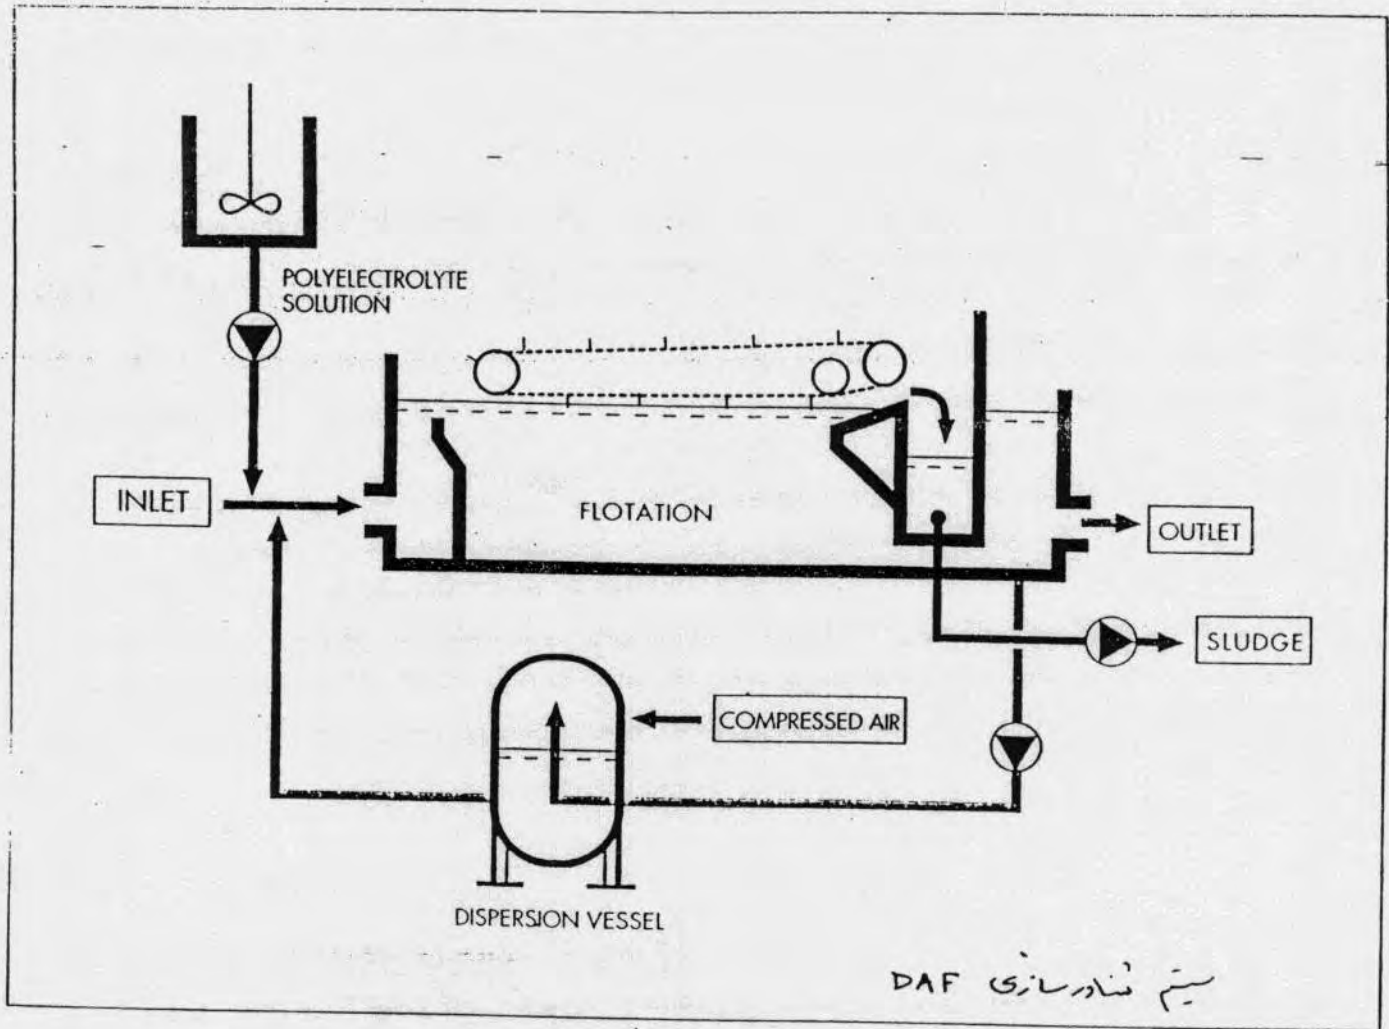 POLYELECTROLYTE
SOLUTION
INLET
FLOTATION
OUTLET
SLUDGE
COMPRESSED AIR
DISPERSION VESSEL
سیستم شناورسازی DAF